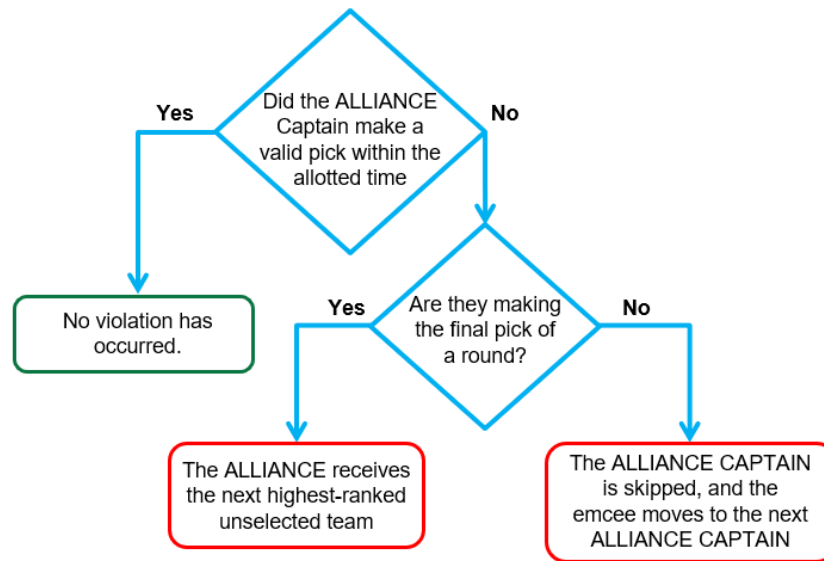 Did the ALLIANCE
Captain make a
valid pick within the
allotted time
Yes
No
No violation has
occurred.
Are they making
the final pick of
a round?
Yes
No
The ALLIANCE receives
the next highest-ranked
unselected team
The ALLIANCE CAPTAIN
is skipped, and the
emcee moves to the next
ALLIANCE CAPTAIN